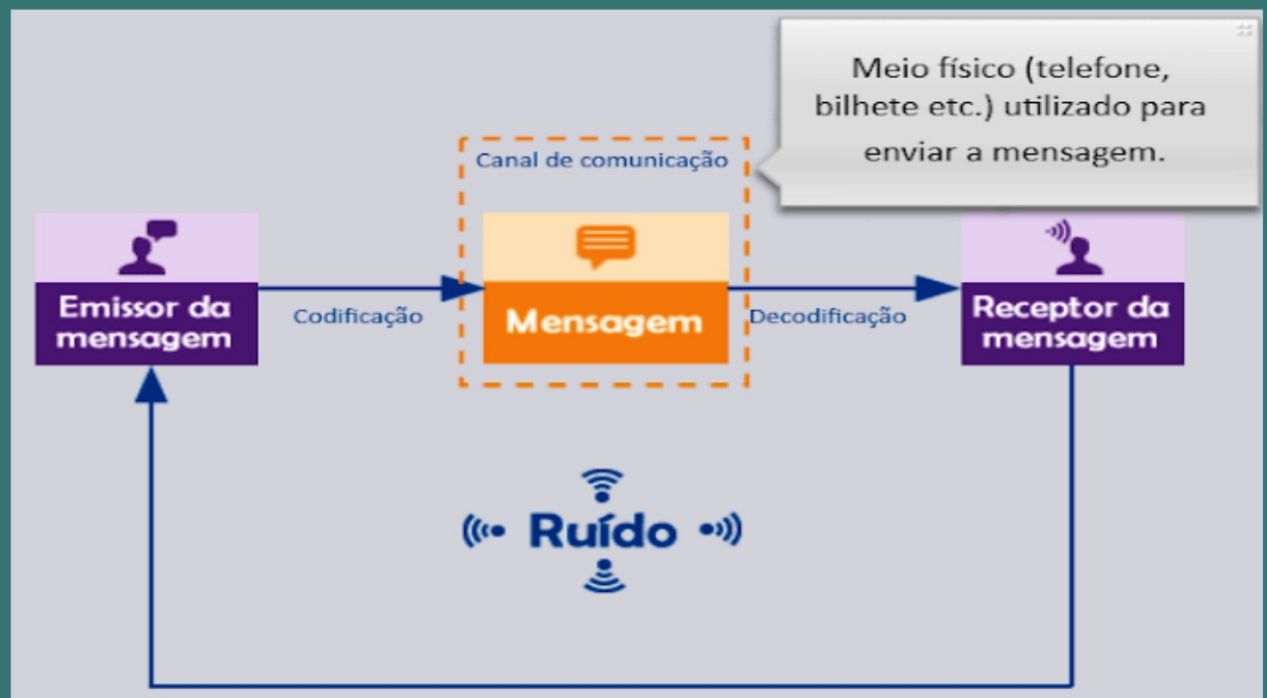 Meio físico (telefone,
bilhete etc.) utilizado para
enviar a mensagem.
Canal de comunicação
Emissor da
mensagem
Codificação
Mensagem
Decodificação
Receptor da
mensagem
Ruído